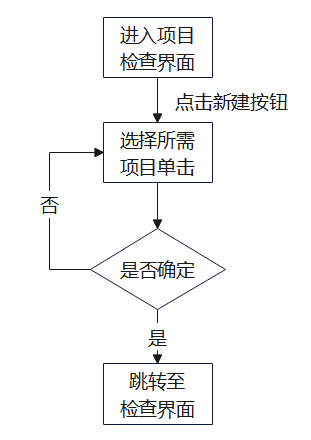 进入项目
检查界面
点击新建按钮
选择所需
项目单击
否
是否确定
是
跳转至
检查界面